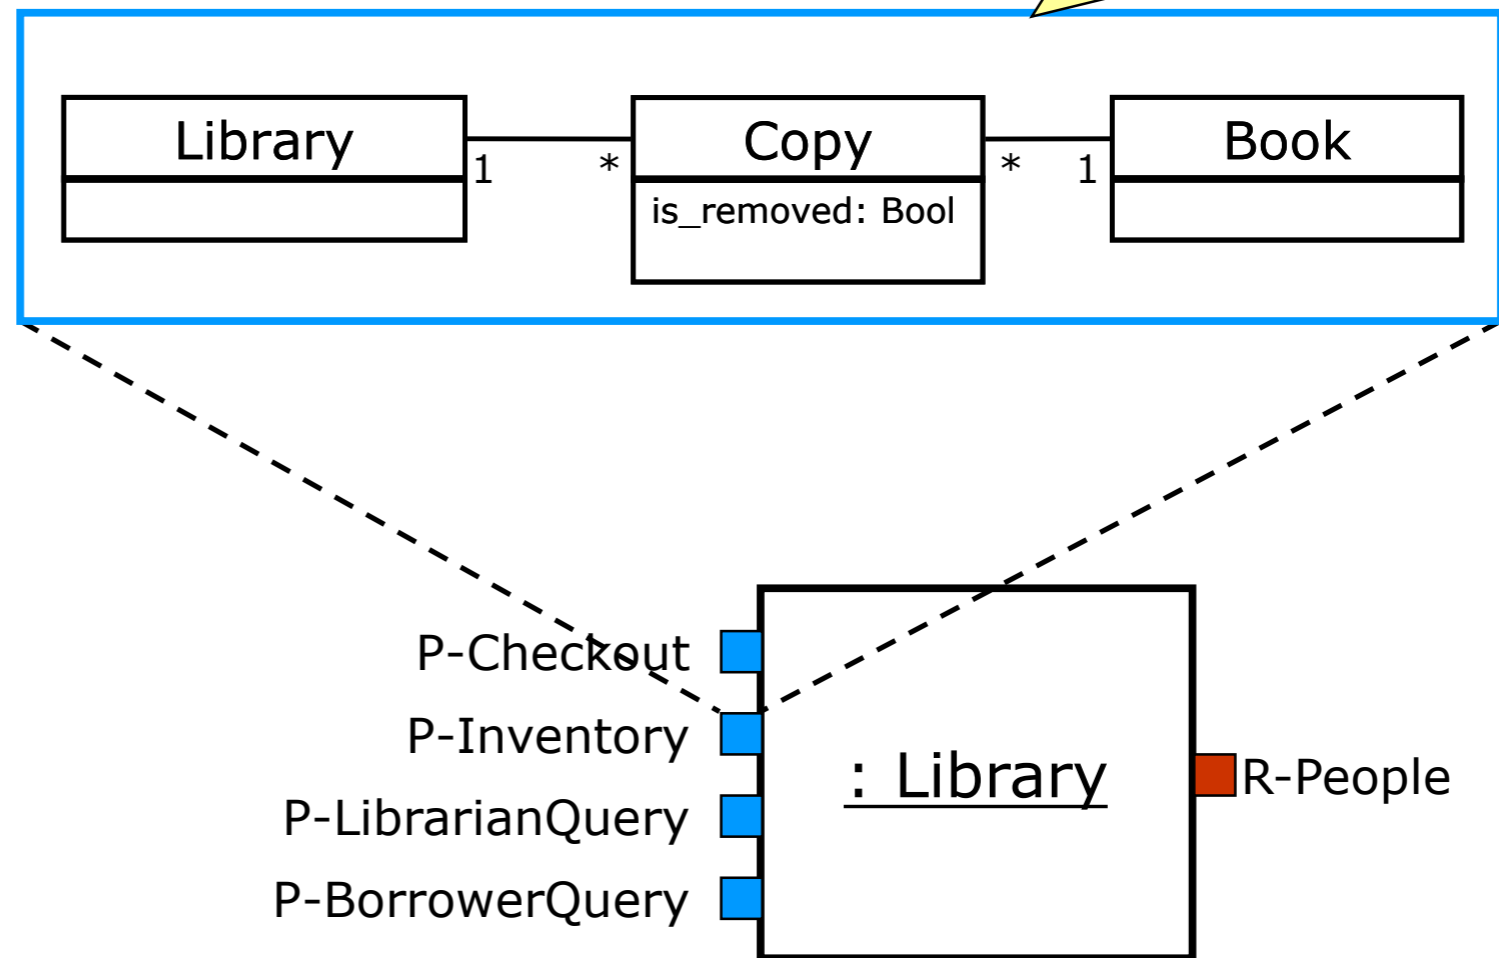 Library
Copy
Book
1
*
*
1
is_removed: Bool
P-Checkout
P-Inventory
: Library
R-People
P-LibrarianQuery
P-BorrowerQuery